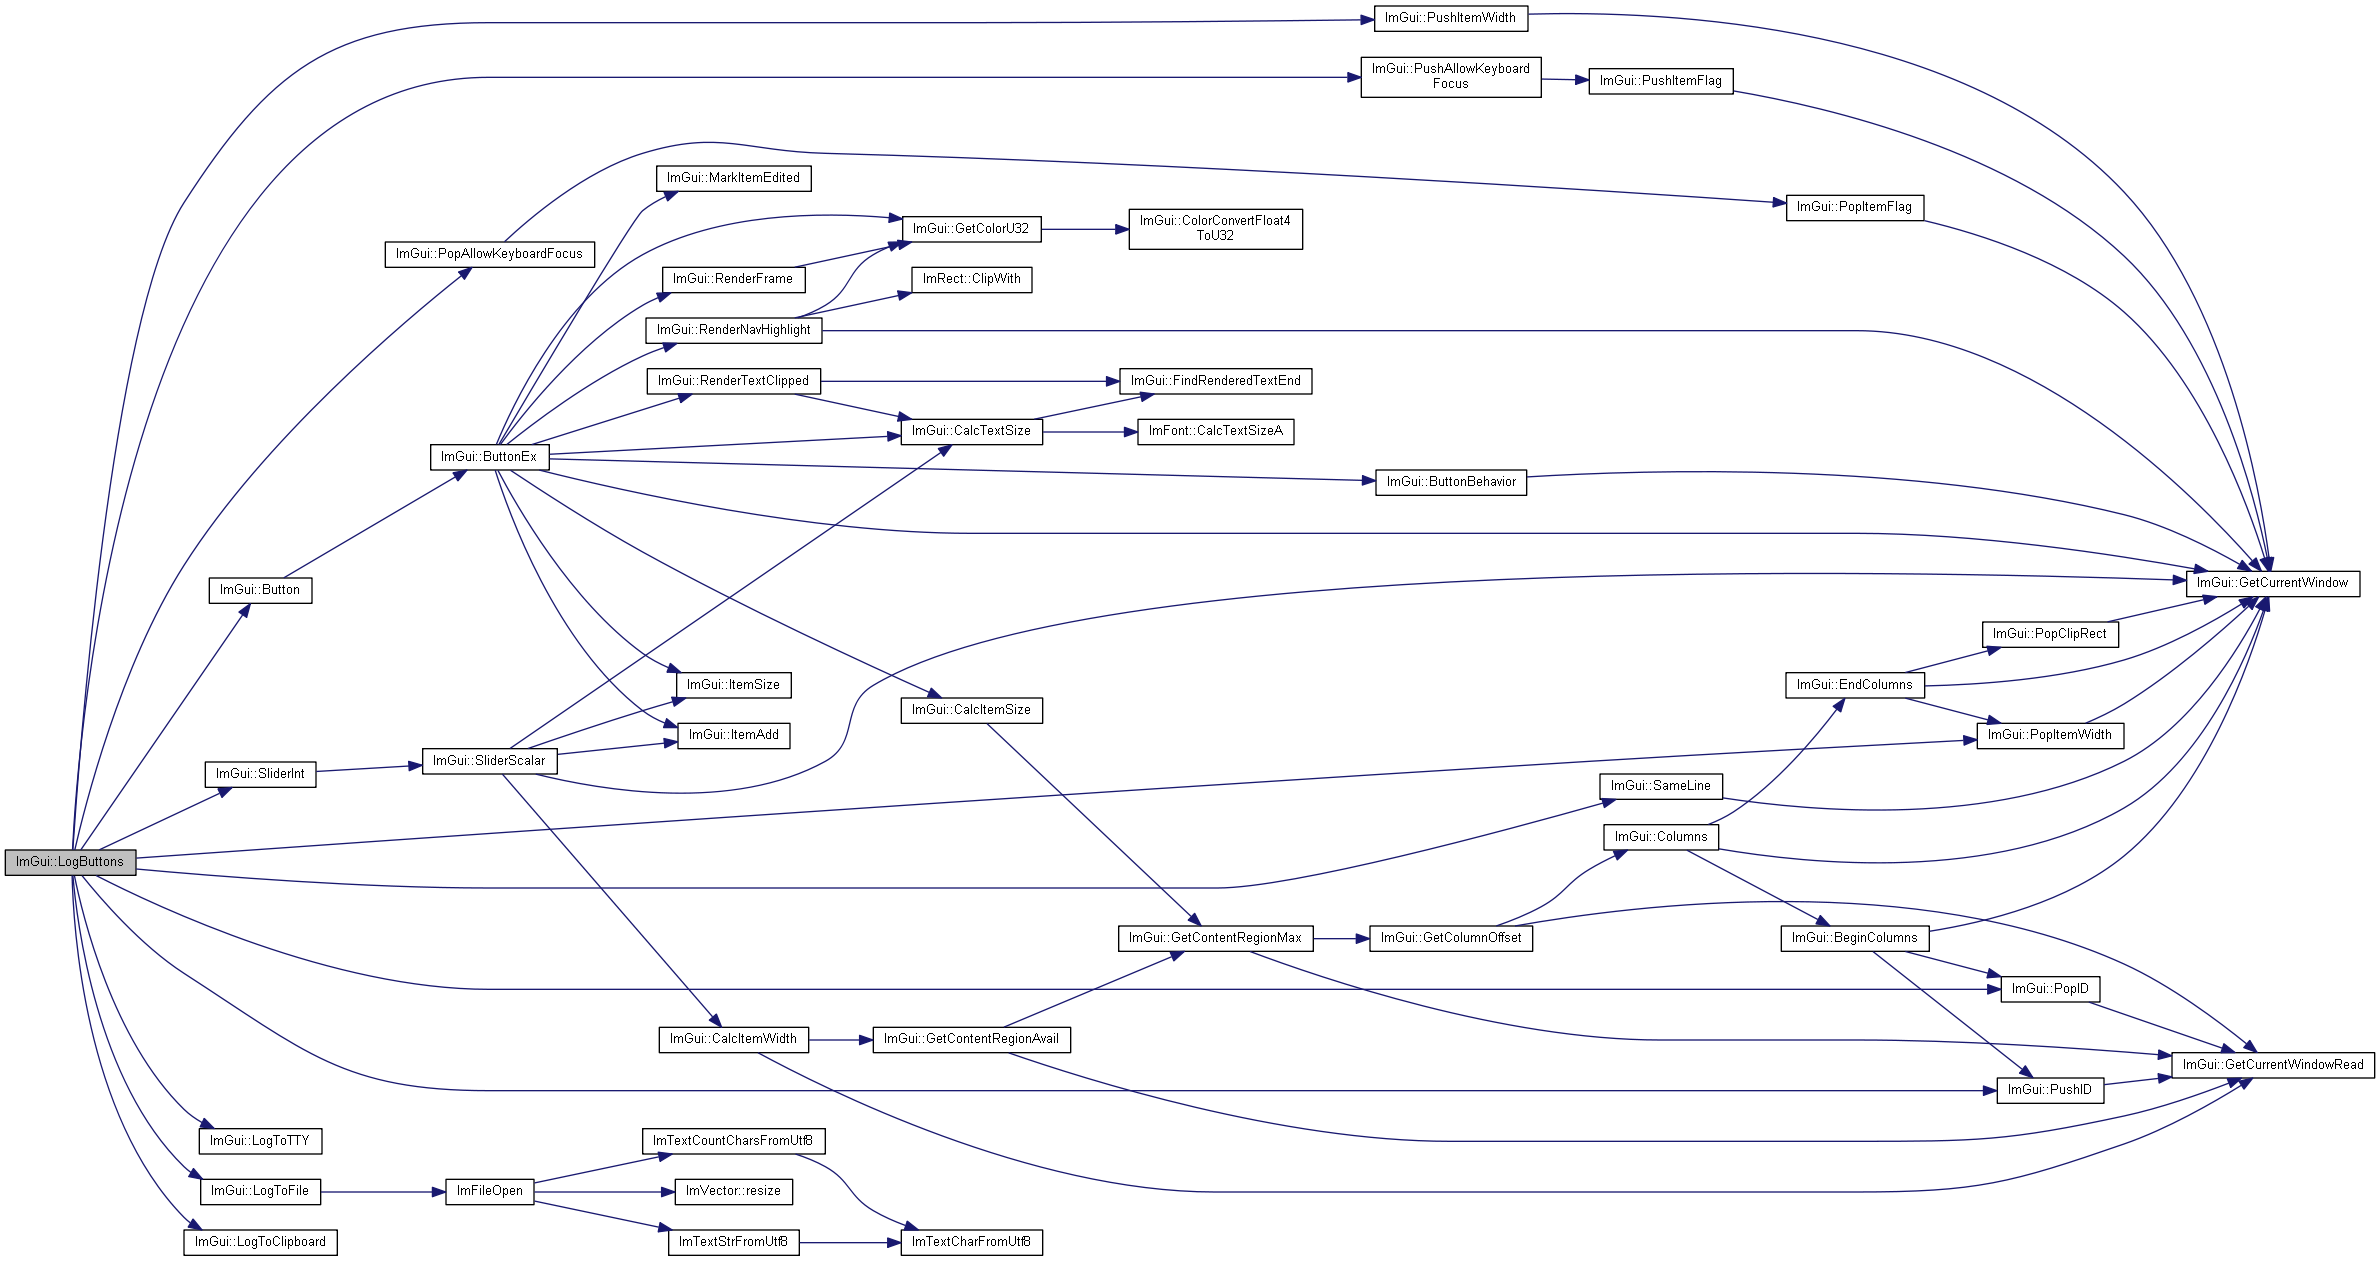 ImGui::PushItemWidth
ImGui::PushAllowKeyboard
Focus
ImGui::PushItemFlag
ImGui::MarkItemEdited
ImGui::PopItemFlag
ImGui::GetColorU32
ImGui::ColorConvertFloat4
ToU32
ImGui::PopAllowKeyboardFocus
ImGui::RenderFrame
ImRect::ClipWith
ImGui::RenderNavHighlight
ImGui::RenderTextClipped
ImGui::FindRenderedTextEnd
ImGui::CalcTextSize
ImFont::CalcTextSizeA
ImGui::ButtonEx
ImGui::ButtonBehavior
ImGui::Button
ImGui::GetCurrentWindow
ImGui::PopClipRect
ImGui::ItemSize
ImGui::EndColumns
ImGui::CalcItemSize
ImGui::ItemAdd
ImGui::PopItemWidth
ImGui::SliderScalar
ImGui::SliderInt
ImGui::SameLine
ImGui::Columns
ImGui::LogButtons
ImGui::GetContentRegionMax
ImGui::GetColumnOffset
ImGui::BeginColumns
ImGui::PopID
ImGui::CalcItemWidth
ImGui::GetContentRegionAvail
ImGui::GetCurrentWindowRead
ImGui::PushID
ImGui::LogToTTY
ImTextCountCharsFromUtf8
ImGui::LogToFile
ImFileOpen
ImVector::resize
ImGui::LogToClipboard
ImTextStrFromUtf8
ImTextCharFromUtf8